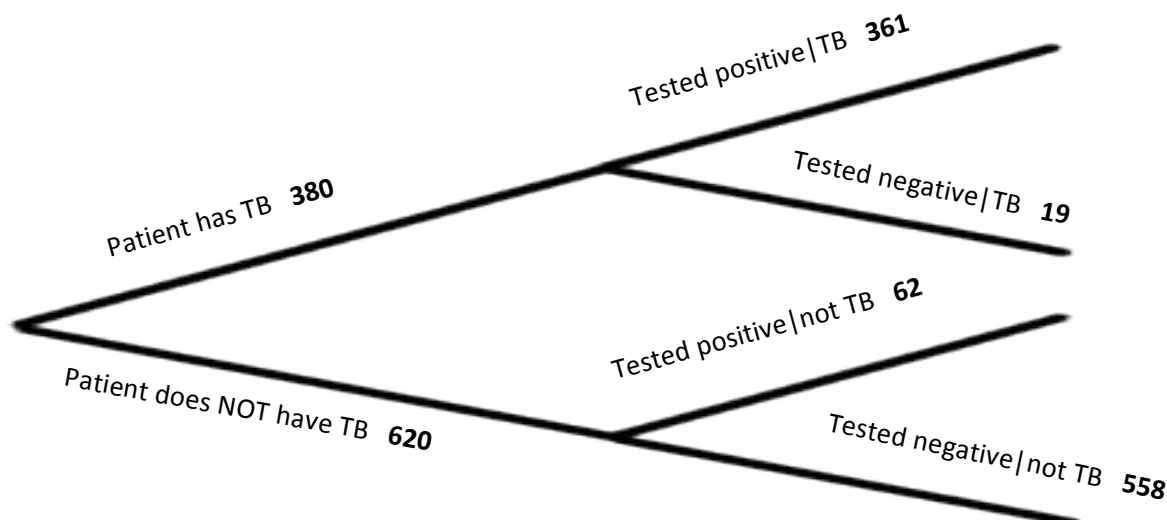 Tested positive|TB 361
Tested negative|TB 19
Patient has TB 380
Tested positive|not TB 62
Patient does NOT have TB 620
Tested negative|not TB 558